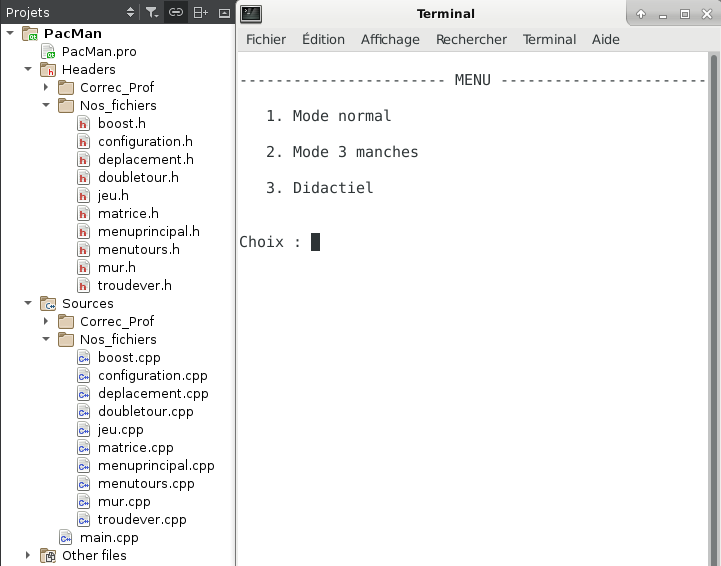 Projets
PacMan
PacMan.pro
Headers
Correc_Prof
Nos_fichiers
boost.h
configuration.h
deplacement.h
doubletour.h
jeu.h
matrice.h
menuprincipal.h
menutours.h
mur.h
troudever.h
Sources
Correc_Prof
Nos_fichiers
boost.cpp
configuration.cpp
deplacement.cpp
doubletour.cpp
jeu.cpp
matrice.cpp
menuprincipal.cpp
menutours.cpp
mur.cpp
troudever.cpp
main.cpp
Other files
Terminal
Fichier Édition Affichage Rechercher Terminal Aide
----------------------- MENU -----------------------
1. Mode normal
2. Mode 3 manches
3. Didactiel
Choix :